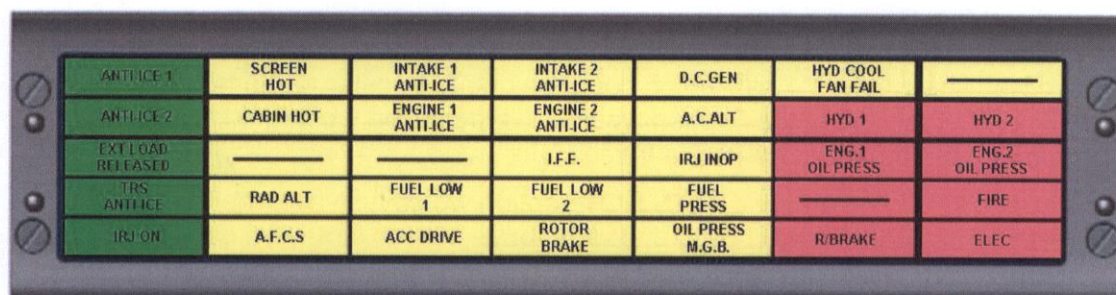 ANTI-ICE 1
SCREEN
HOT
INTAKE 1
ANTI-ICE
INTAKE 2
ANTI-ICE
D.C.GEN
HYD COOL
FAN FAIL
ANTI-ICE 2
CABIN HOT
ENGINE 1
ANTI-ICE
ENGINE 2
ANTI-ICE
A.C.ALT
HYD 1
HYD 2
EXT LOAD
RELEASED
I.F.F.
IRJ INOP
ENG.1
OIL PRESS
ENG.2
OIL PRESS
TRS
ANTI-ICE
RAD ALT
FUEL LOW
1
FUEL LOW
2
FUEL
PRESS
FIRE
IRJ ON
A.F.C.S
ACC DRIVE
ROTOR
BRAKE
OIL PRESS
M.G.B.
R/BRAKE
ELEC